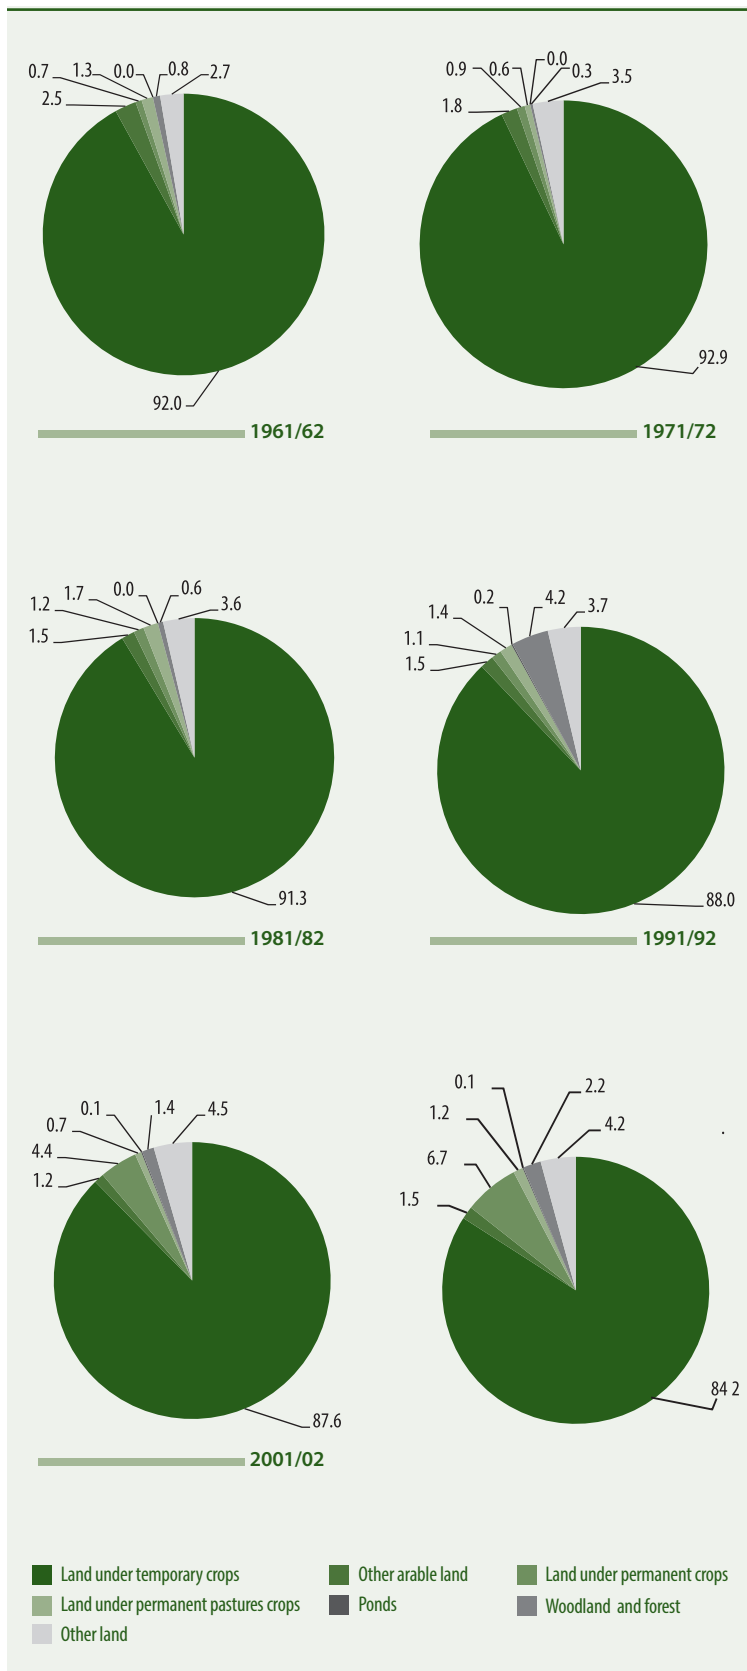 0.7 1.3 0.0 0.8 2.7
2.5
92.0
1961/62
0.9 0.6 0.0 0.3 3.5
1.8
92.9
1971/72
1.2 1.7 0.0 0.6 3.6
1.5
91.3
1981/82
1.4 0.2 4.2 3.7
1.1
1.5
88.0
1991/92
0.7 0.1 1.4 4.5
4.4
1.2
87.6
2001/02
0.1 2.2
1.2 4.2
6.7
1.5
.
84 2
Land under temporary crops Other arable land Land under permanent crops
Land under permanent pastures crops Ponds Woodland and forest
Other land